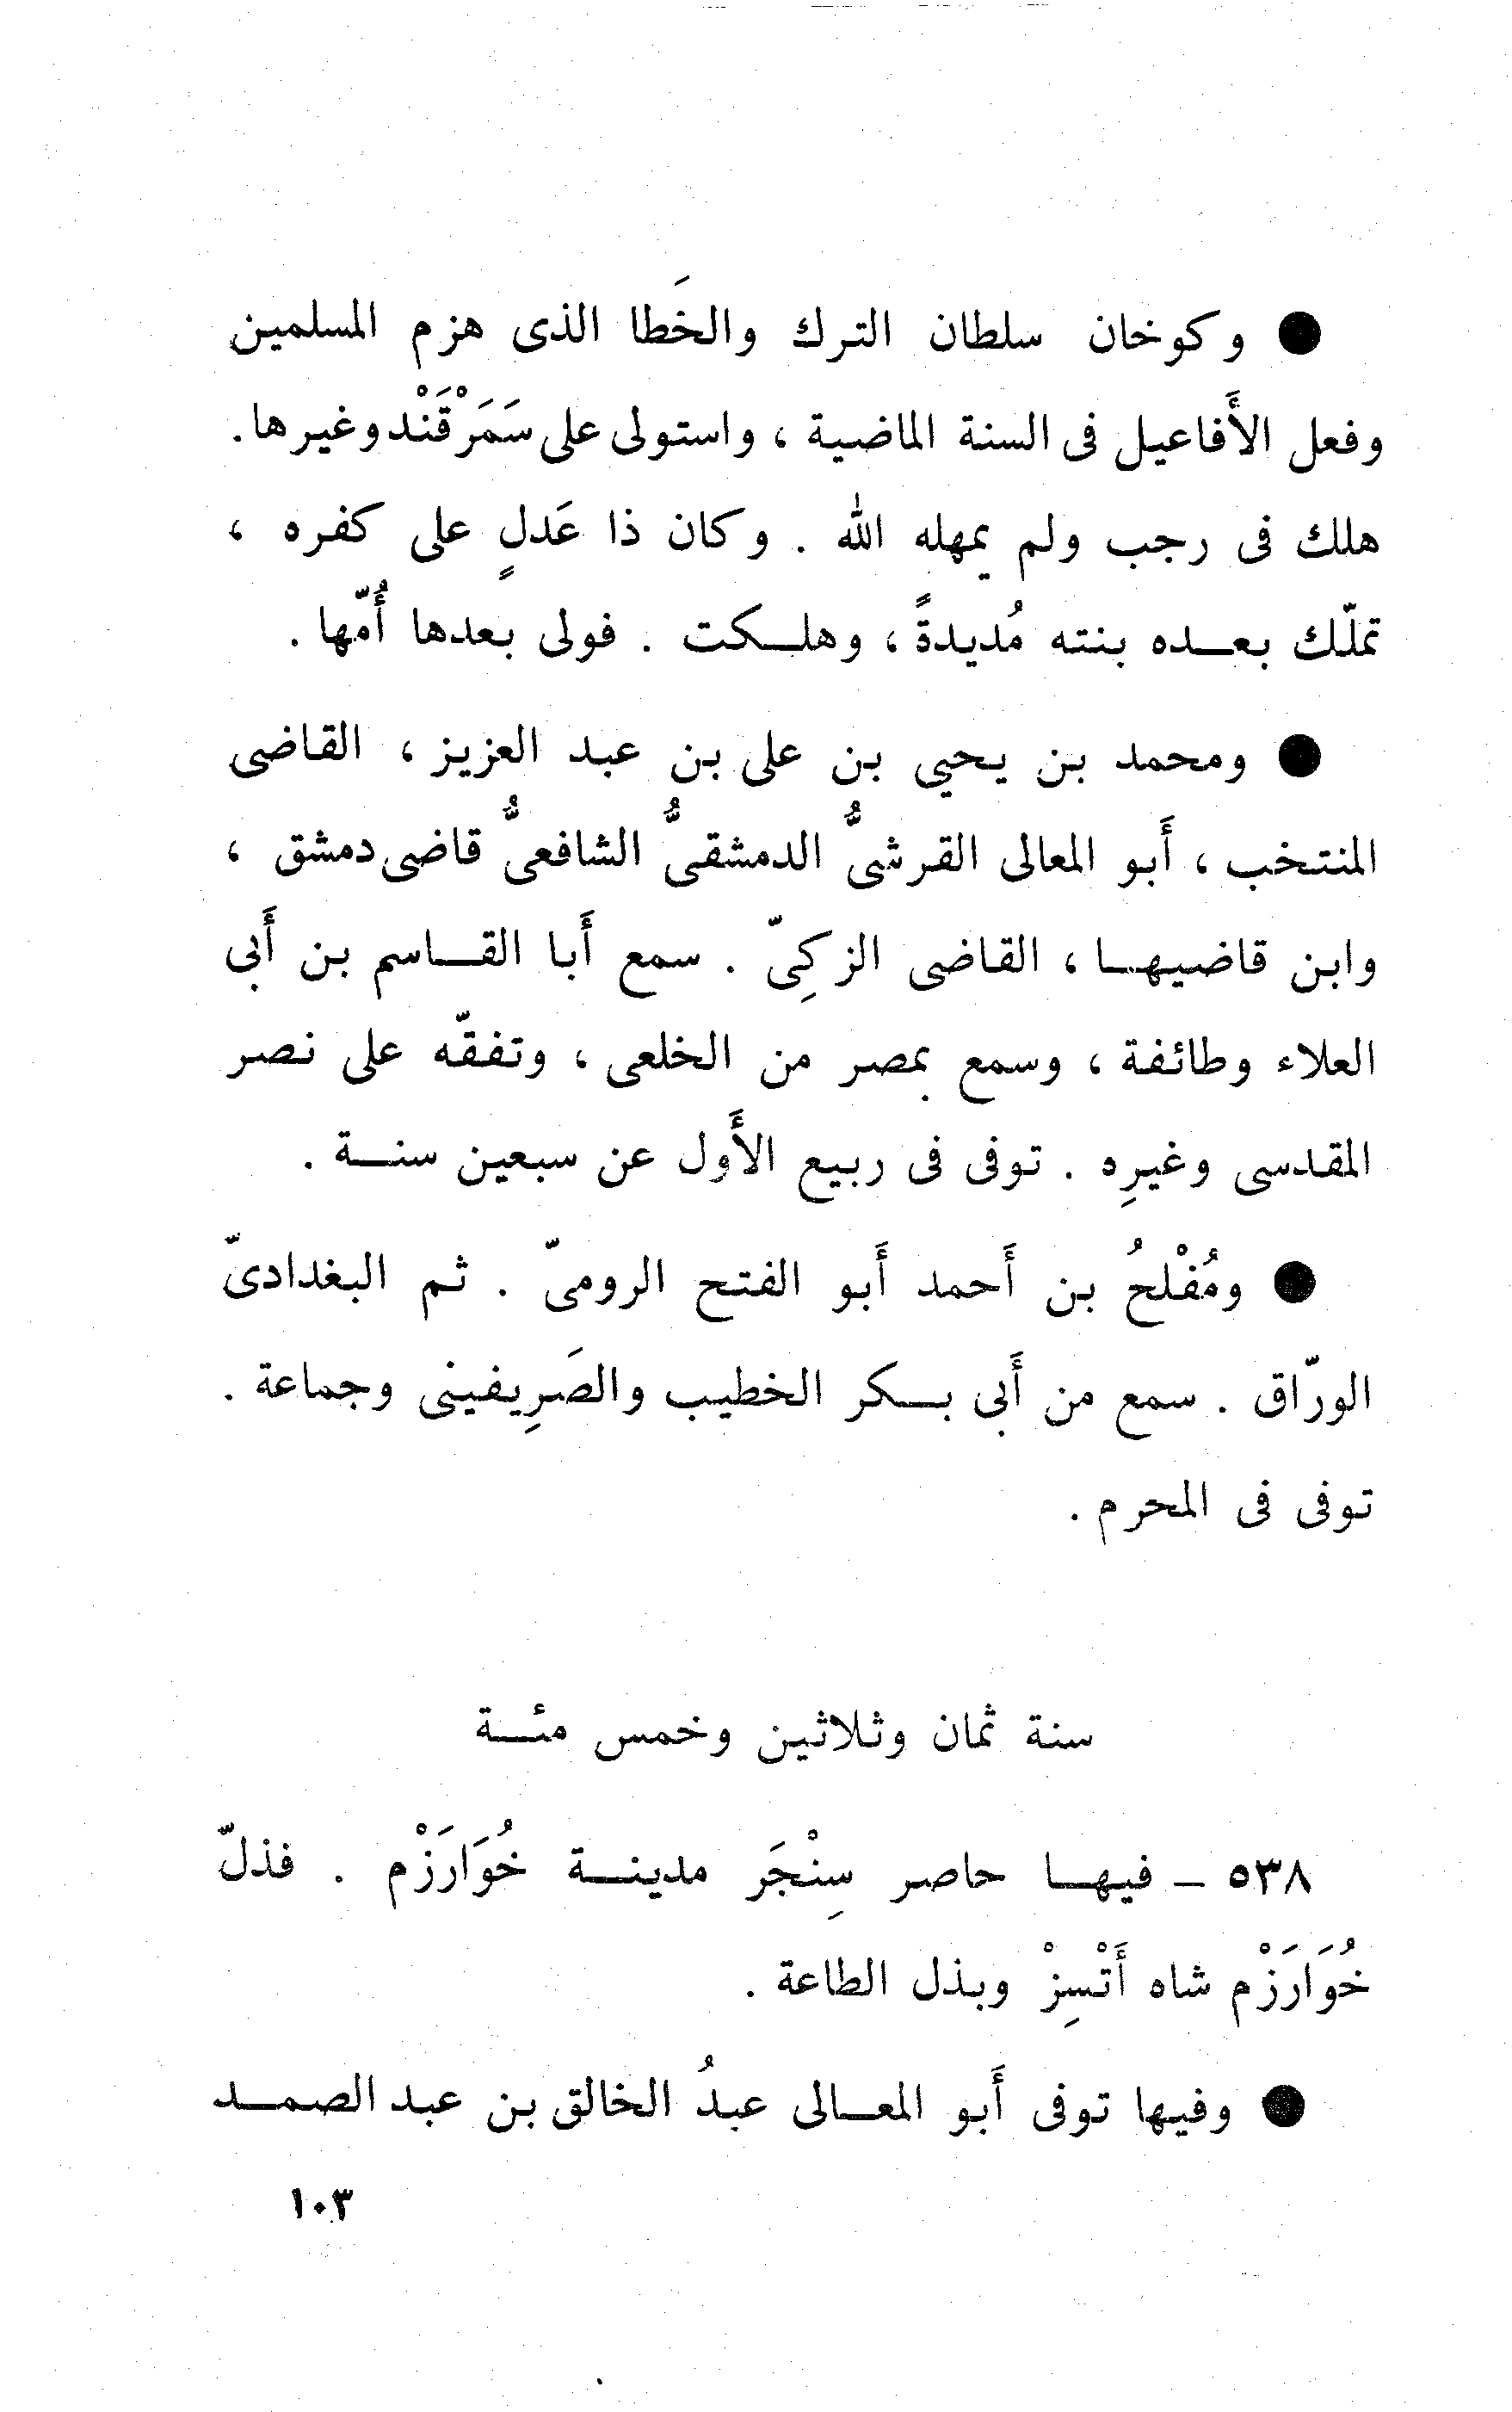 ● وكوخان سلطان الترك والخَطا الذى هزم المسلمين
وفعل الأَفاعيل فى السنة الماضية ، واستولى على سَمَرْقَنْد وغيرها .
هلك فى رجب ولم يمهله الله . وكان ذا عَدلٍ على كفره ،
تملّك بعده بنته مُديدةً ، وهلكت . فولى بعدها أُمّها .
● ومحمد بن يحيى بن على بن عبد العزيز ، القاضى
المنتخب ، أَبو المعالى القرشىُّ الدمشقىُّ الشافعىُّ قاضى دمشق ،
وابن قاضيها ، القاضى الزكِىّ . سمع أَبا القاسم بن أَبى
العلاء وطائفة ، وسمع بمصر من الخلعى ، وتفقّه على نصر
المقدسى وغيرِه . توفى فى ربيع الأَول عن سبعين سنة .
● ومُفْلحُ بن أَحمد أَبو الفتح الرومىّ . ثم البغدادىّ
الورّاق . سمع من أَبى بكر الخطيب والصَرِيفينى وجماعة .
توفى فى المحرم .
سنة ثمان وثلاثين وخمس مئة
٥٣٨ – فيها حاصر سِنْجَر مدينة خُوَارَزْم . فذلّ
خُوَارَزْم شاه أَتْسِزْ وبذل الطاعة .
● وفيها توفى أَبو المعالى عبدُ الخالق بن عبد الصمد
١٠٣